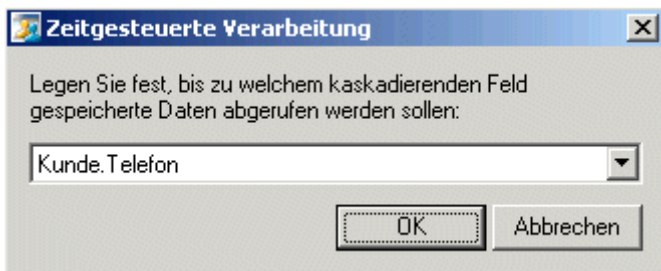 Zeitgesteuerte Verarbeitung
Legen Sie fest, bis zu welchem kaskadierenden Feld
gespeicherte Daten abgerufen werden sollen:
Kunde.Telefon
OK Abbrechen